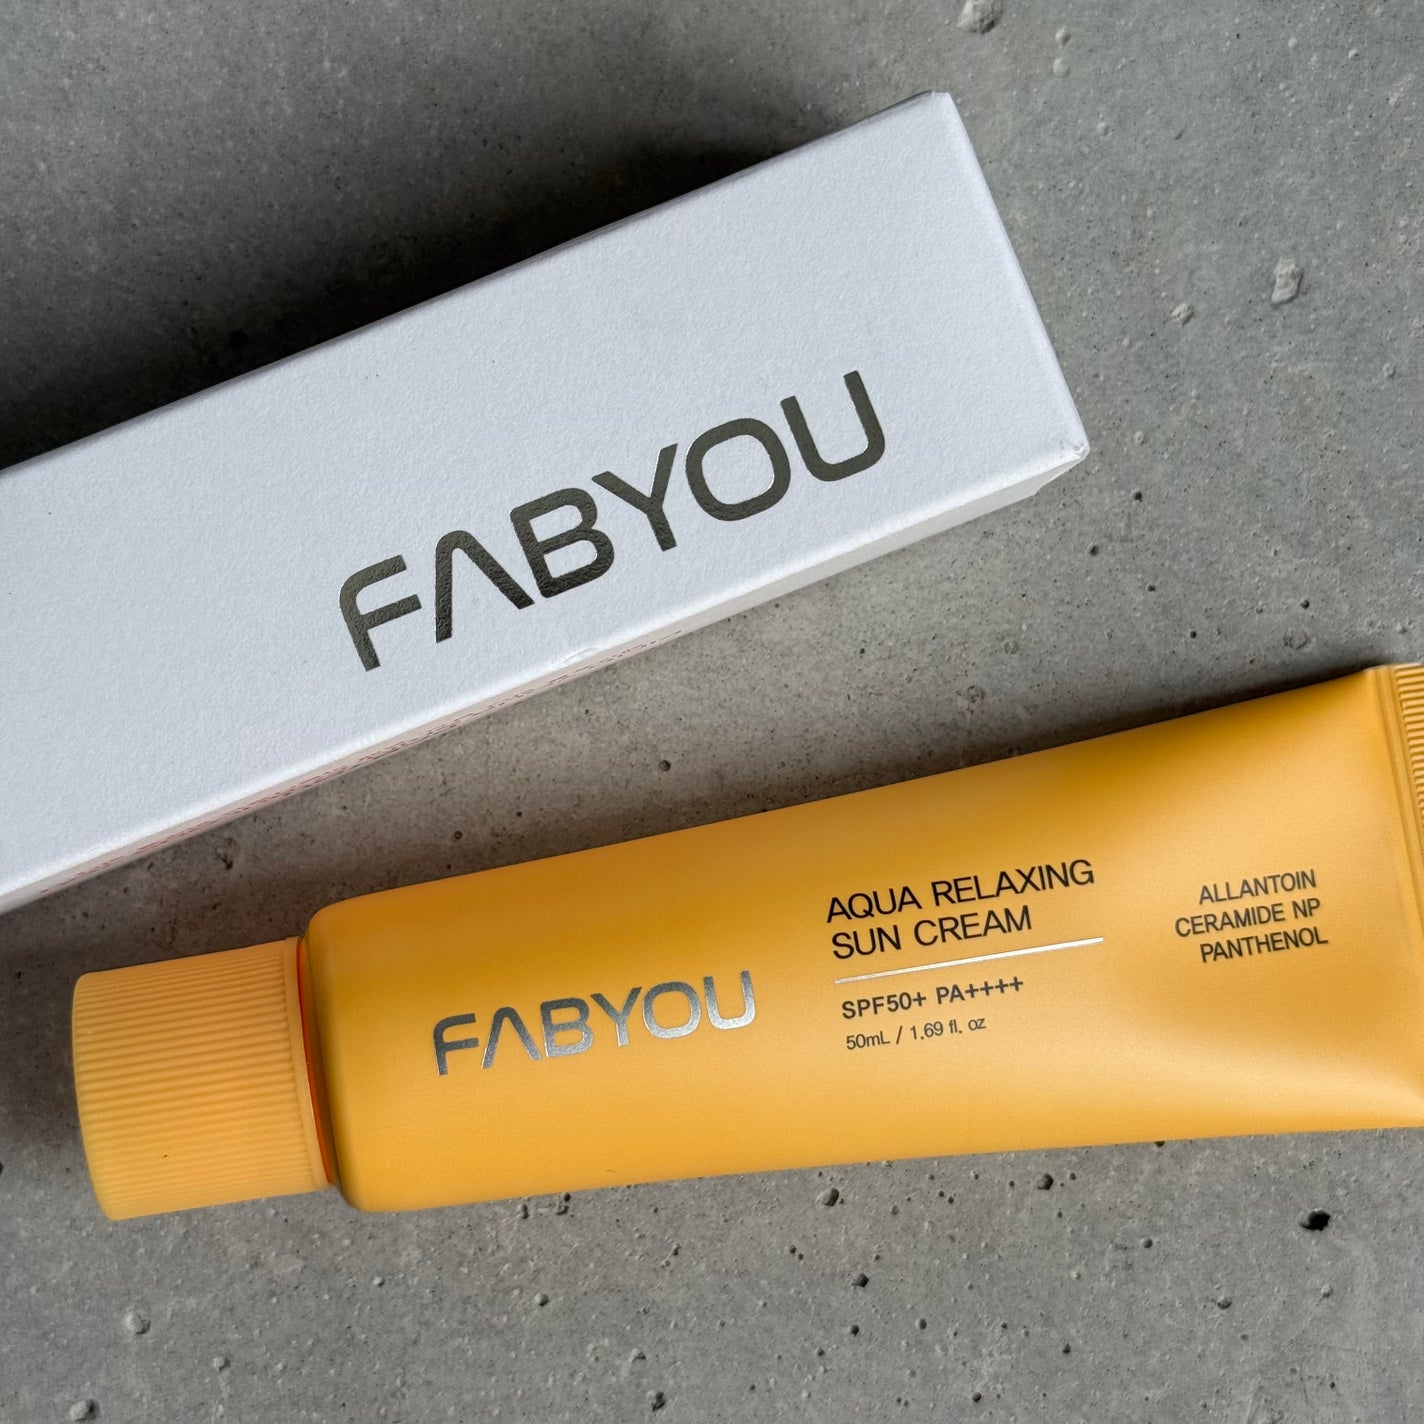 FABYOU
FABYOU
AQUA RELAXING
SUN CREAM
SPF50+ PA++++
50mL / 1.69 fl. oz
ALLANTOIN
CERAMIDE NP
PANTHENOL